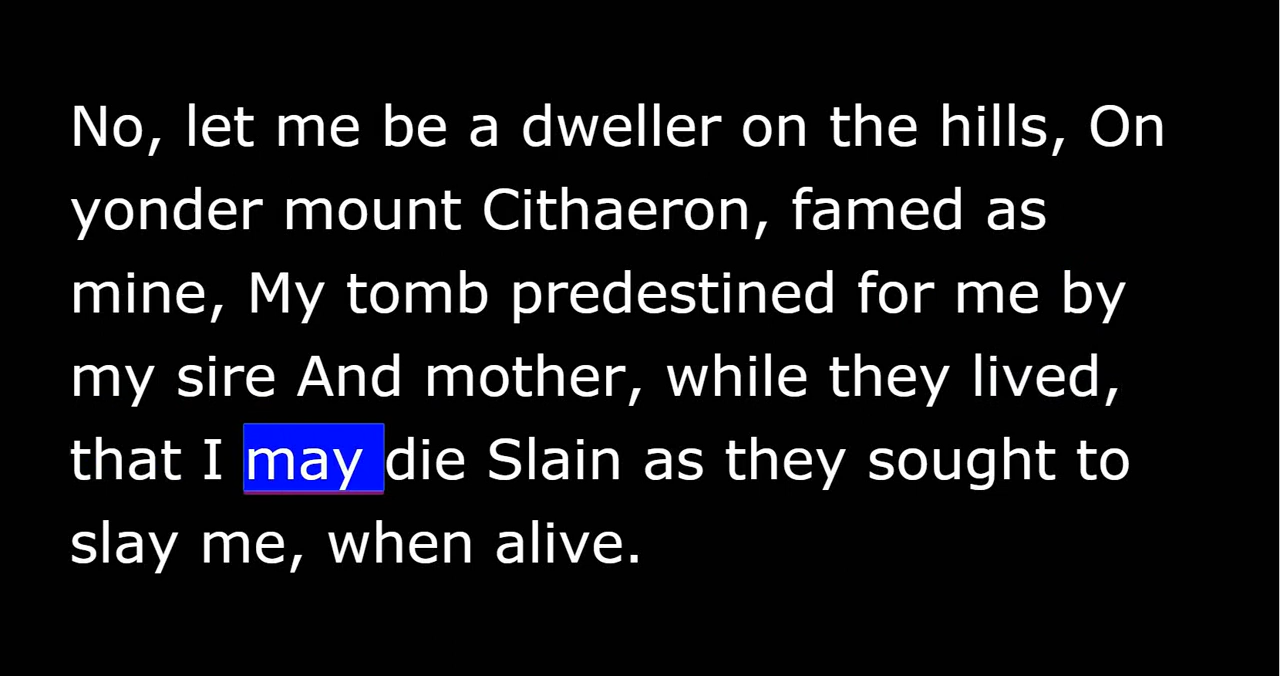 No, let me be a dweller on the hills, On
yonder mount Cithaeron, famed as
mine, My tomb predestined for me by
my sire And mother, while they lived,
that I may die Slain as they sought to
slay me, when alive.